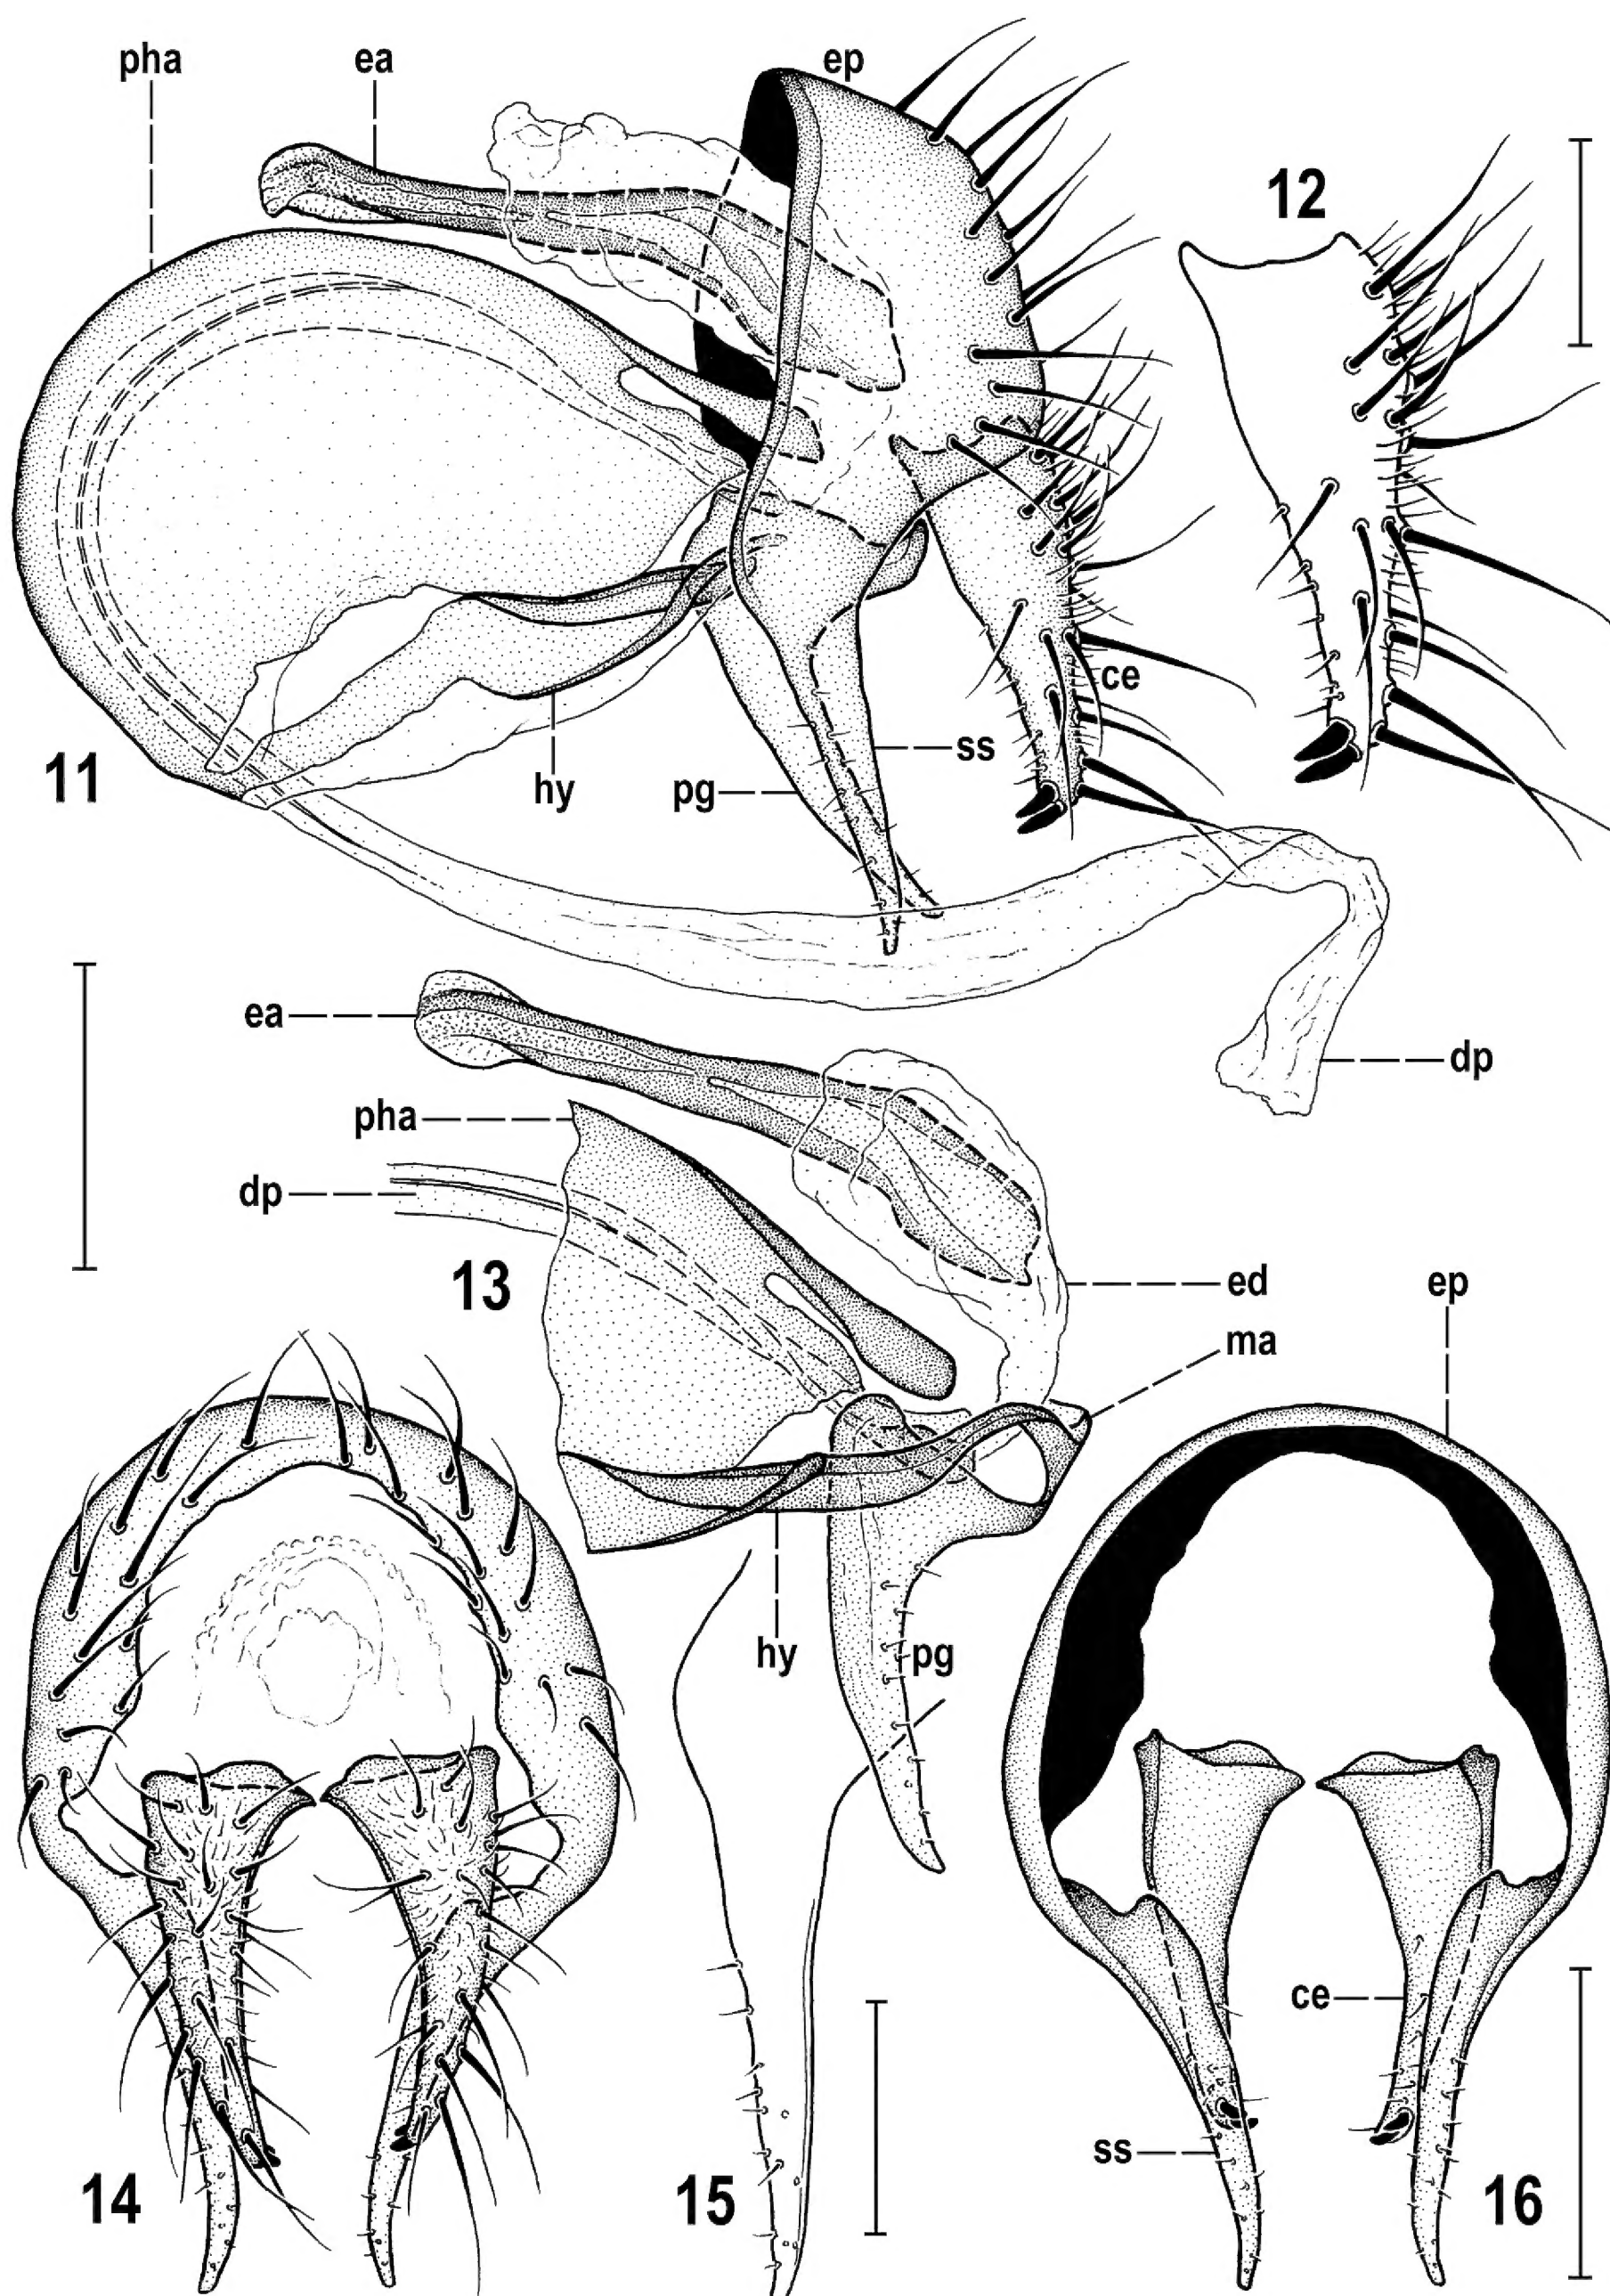 pha ea ep
12
ce
11 hy pg ss
ea
dp
pha
dp
13 ed ep
ma
hy pg
ce
ss
14 15 16